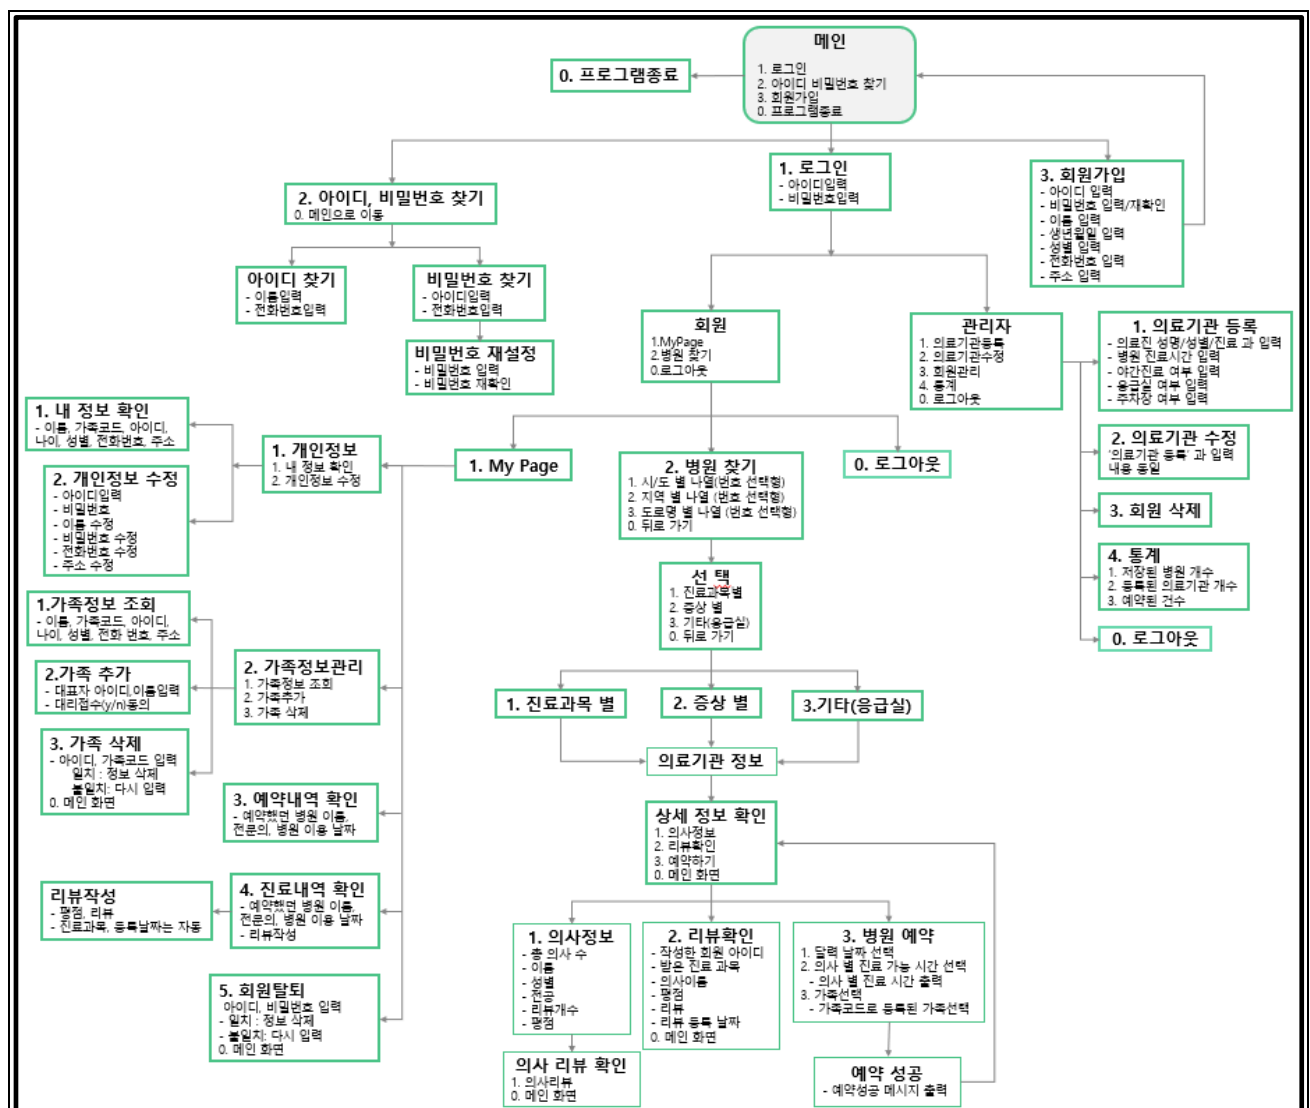 메인
1. 로그인
2. 아이디 비밀번호 찾기
3. 회원가입
0. 프로그램종료
0. 프로그램종료
2. 아이디, 비밀번호 찾기
0. 메인으로 이동
1. 로그인
- 아이디입력
- 비밀번호입력
3. 회원가입
- 아이디 입력
- 비밀번호 입력/재확인
- 이름 입력
- 생년월일 입력
- 성별 입력
- 전화번호 입력
- 주소 입력
아이디 찾기
- 이름입력
- 전화번호입력
비밀번호 찾기
- 아이디입력
- 전화번호입력
비밀번호 재설정
- 비밀번호 입력
- 비밀번호 재확인
회원
1.MyPage
2.병원 찾기
0.로그아웃
관리자
1. 의료기관등록
2. 의료기관수정
3. 회원관리
4. 통계
0. 로그아웃
1. 의료기관 등록
- 의료진 성명/성별/진료 과 입력
- 병원 진료시간 입력
- 야간진료 여부 입력
- 응급실 여부 입력
- 주차장 여부 입력
2. 의료기관 수정
'의료기관 등록' 과 입력
내용 동일
3. 회원 삭제
4. 통계
1. 저장된 병원 개수
2. 등록된 의료기관 개수
3. 예약된 건수
0. 로그아웃
1. My Page
2. 병원 찾기
1. 시/도 별 나열(번호 선택형)
2. 지역 별 나열 (번호 선택형)
3. 도로명 별 나열 (번호 선택형)
0. 뒤로 가기
0. 로그아웃
1. 개인정보
1. 내 정보 확인
2. 개인정보 수정
1. 내 정보 확인
- 이름, 가족코드, 아이디,
나이, 성별, 전화번호, 주소
2. 개인정보 수정
- 아이디입력
- 비밀번호
- 이름 수정
- 비밀번호 수정
- 전화번호 수정
- 주소 수정
1.가족정보 조회
- 이름, 가족코드, 아이디,
나이, 성별, 전화 번호, 주소
2.가족 추가
- 대표자 아이디,이름입력
- 대리접수(y/n)동의
3. 가족 삭제
- 아이디, 가족코드 입력
일치 : 정보 삭제
불일치: 다시 입력
0. 메인 화면
2. 가족정보관리
1. 가족정보 조회
2. 가족추가
3. 가족 삭제
3. 예약내역 확인
- 예약했던 병원 이름,
전문의, 병원 이용 날짜
4. 진료내역 확인
- 예약했던 병원 이름,
전문의, 병원 이용 날짜
- 리뷰작성
리뷰작성
- 평점, 리뷰
- 진료과목, 등록날짜는 자동
5. 회원탈퇴
아이디, 비밀번호 입력
- 일치 : 정보 삭제
- 불일치: 다시 입력
0. 메인 화면
선 택
1. 진료과목별
2. 증상 별
3. 기타(응급실)
0. 뒤로 가기
1. 진료과목 별
2. 증상 별
3.기타(응급실)
의료기관 정보
상세 정보 확인
1. 의사정보
2. 리뷰확인
3. 예약하기
0. 메인 화면
1. 의사정보
- 총 의사 수
- 이름
- 성별
- 전공
- 리뷰개수
- 평점
2. 리뷰확인
- 작성한 회원 아이디
- 받은 진료 과목
- 의사이름
- 평점
- 리뷰
- 리뷰 등록 날짜
0. 메인 화면
3. 병원 예약
1. 달력 날짜 선택
2. 의사 별 진료 가능 시간 선택
- 의사 별 진료 시간 출력
3. 가족선택
- 가족코드로 등록된 가족선택
의사 리뷰 확인
1. 의사리뷰
0. 메인 화면
예약 성공
- 예약성공 메시지 출력